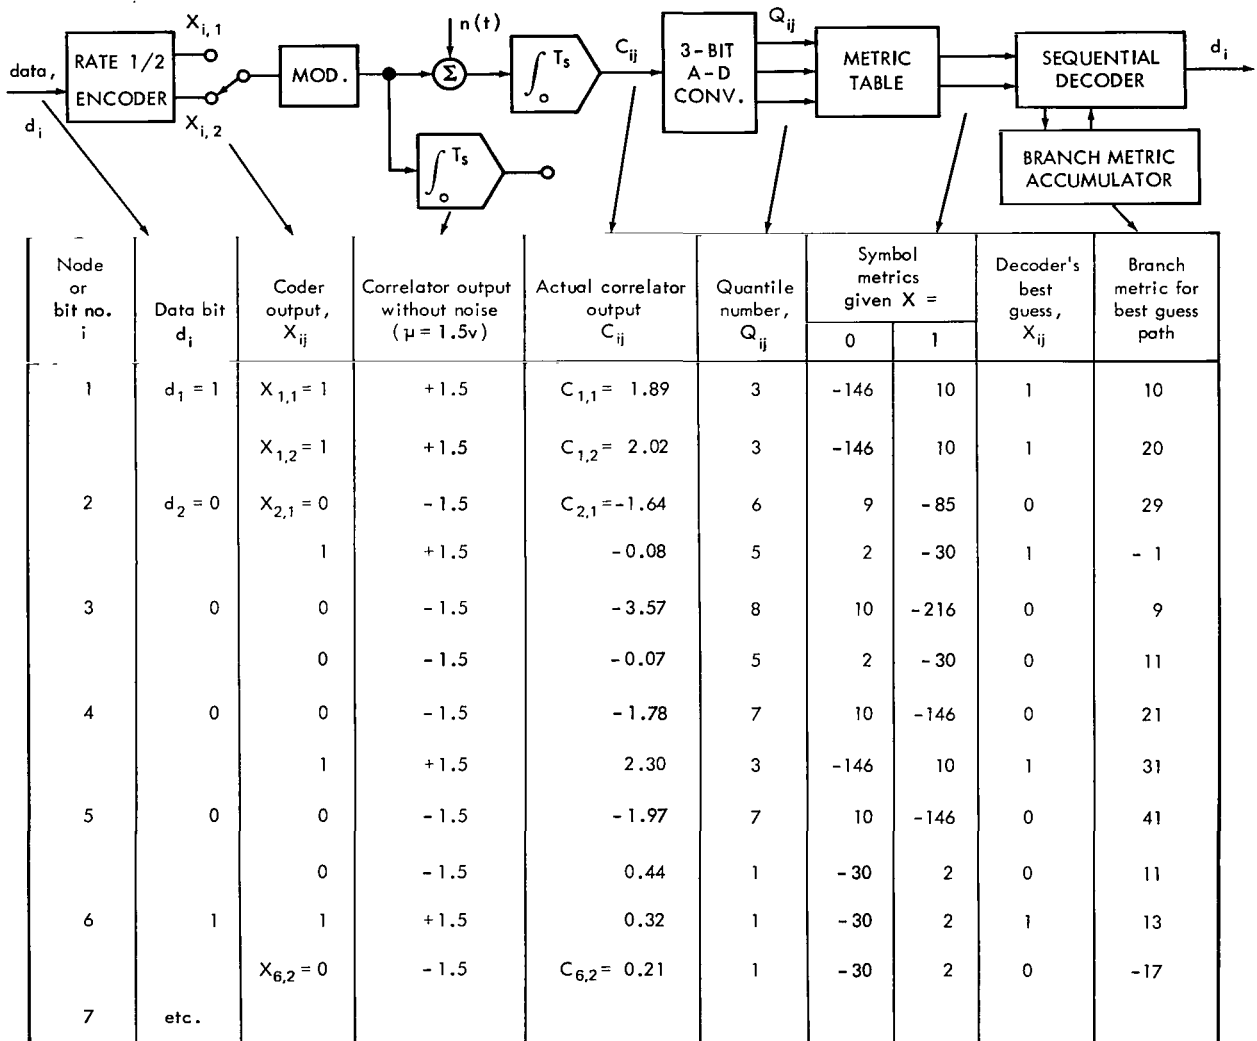 data,
d_i
RATE 1/2
ENCODER
X_i,1
X_i,2
MOD.
n(t)
Σ
∫_o^T_s
∫_o^T_s
C_ij
3-BIT
A-D
CONV.
Q_ij
METRIC
TABLE
SEQUENTIAL
DECODER
d_i
BRANCH METRIC
ACCUMULATOR
Node or bit no. i | Data bit d_i | Coder output, X_ij | Correlator output without noise (μ = 1.5v) | Actual correlator output C_ij | Quantile number, Q_ij | Symbol metrics given X = 0 | 1 | Decoder's best guess, X_ij | Branch metric for best guess path
1 | d_1 = 1 | X_1,1 = 1 | +1.5 | C_1,1 = 1.89 | 3 | -146 | 10 | 1 | 10
X_1,2 = 1 | +1.5 | C_1,2 = 2.02 | 3 | -146 | 10 | 1 | 20
2 | d_2 = 0 | X_2,1 = 0 | -1.5 | C_2,1 = -1.64 | 6 | 9 | -85 | 0 | 29
1 | +1.5 | -0.08 | 5 | 2 | -30 | 1 | - 1
3 | 0 | 0 | -1.5 | -3.57 | 8 | 10 | -216 | 0 | 9
0 | -1.5 | -0.07 | 5 | 2 | -30 | 0 | 11
4 | 0 | 0 | -1.5 | -1.78 | 7 | 10 | -146 | 0 | 21
1 | +1.5 | 2.30 | 3 | -146 | 10 | 1 | 31
5 | 0 | 0 | -1.5 | -1.97 | 7 | 10 | -146 | 0 | 41
0 | -1.5 | 0.44 | 1 | -30 | 2 | 0 | 11
6 | 1 | 1 | +1.5 | 0.32 | 1 | -30 | 2 | 1 | 13
X_6,2 = 0 | -1.5 | C_6,2 = 0.21 | 1 | -30 | 2 | 0 | -17
7 | etc.